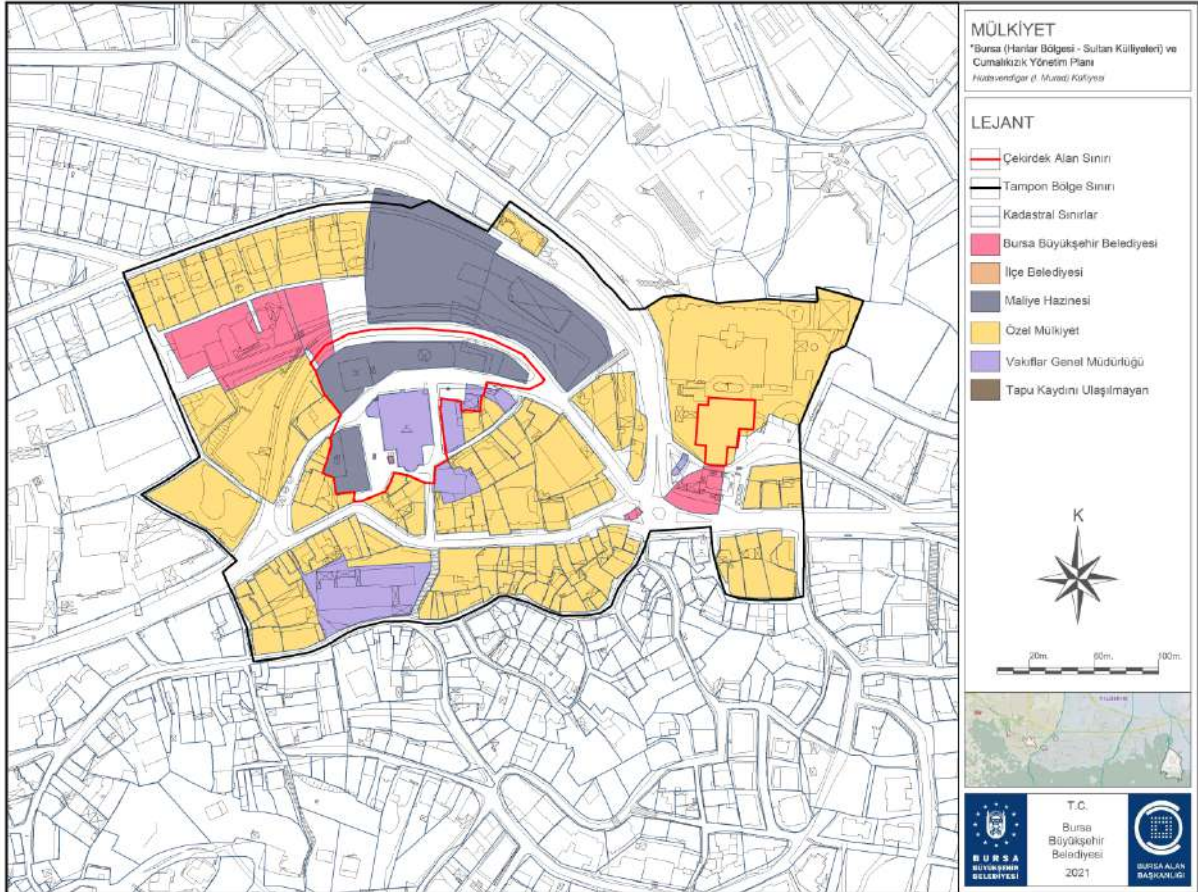 MÜLKİYET
"Bursa (Hanlar Bölgesi - Sultan Külliyeleri) ve
Cumalıkızık Yönetim Planı
Hüdavendigar (I. Murad) Külliyesi
LEJANT
Çekirdek Alan Sınırı
Tampon Bölge Sınırı
Kadastral Sınırlar
Bursa Büyükşehir Belediyesi
İlçe Belediyesi
Maliye Hazinesi
Özel Mülkiyet
Vakıflar Genel Müdürlüğü
Tapu Kaydını Ulaşılmayan
K
20m. 60m. 100m.
BURSA
BÜYÜKŞEHİR
BELEDİYESİ
T.C.
Bursa
Büyükşehir
Belediyesi
2021
BURSA ALAN
BAŞKANLIĞI